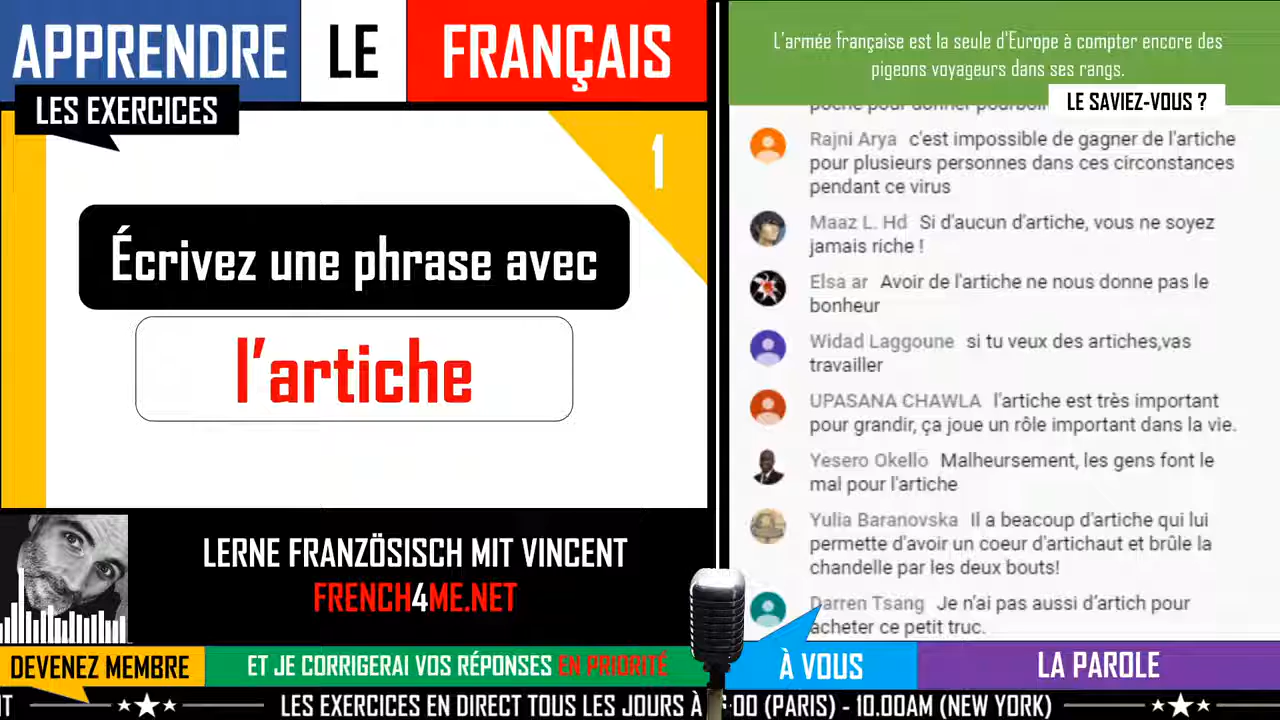 APPRENDRE LE FRANÇAIS
LES EXERCICES
1
Écrivez une phrase avec
l'artiche
LERNE FRANZÖSISCH MIT VINCENT
FRENCH4ME.NET
DEVENEZ MEMBRE
ET JE CORRIGERAI VOS RÉPONSES EN PRIORITÉ
L'armée française est la seule d'Europe à compter encore des
pigeons voyageurs dans ses rangs.
LE SAVIEZ-VOUS ?
poche pour donner
Rajni Arya c'est impossible de gagner de l'artiche
pour plusieurs personnes dans ces circonstances
pendant ce virus
Maaz L. Hd Si d'aucun d'artiche, vous ne soyez
jamais riche !
Elsa ar Avoir de l'artiche ne nous donne pas le
bonheur
Widad Laggoune si tu veux des artiches,vas
travailler
UPASANA CHAWLA l'artiche est très important
pour grandir, ça joue un rôle important dans la vie.
Yesero Okello Malheursement, les gens font le
mal pour l'artiche
Yulia Baranovska Il a beacoup d'artiche qui lui
permette d'avoir un coeur d'artichaut et brûle la
chandelle par les deux bouts!
Darren Tsang Je n'ai pas aussi d'artich pour
acheter ce petit truc.
À VOUS
LA PAROLE
LES EXERCICES EN DIRECT TOUS LES JOURS À :00 (PARIS) - 10.00AM (NEW YORK)